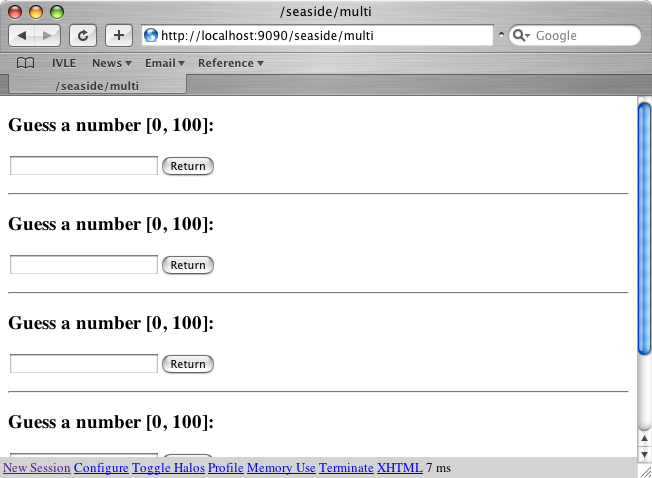 /seaside/multi
http://localhost:9090/seaside/multi
Google
IVLE News Email Reference
/seaside/multi
Guess a number [0, 100]:
Return
Guess a number [0, 100]:
Return
Guess a number [0, 100]:
Return
Guess a number [0, 100]:
New Session Configure Toggle Halos Profile Memory Use Terminate XHTML 7 ms